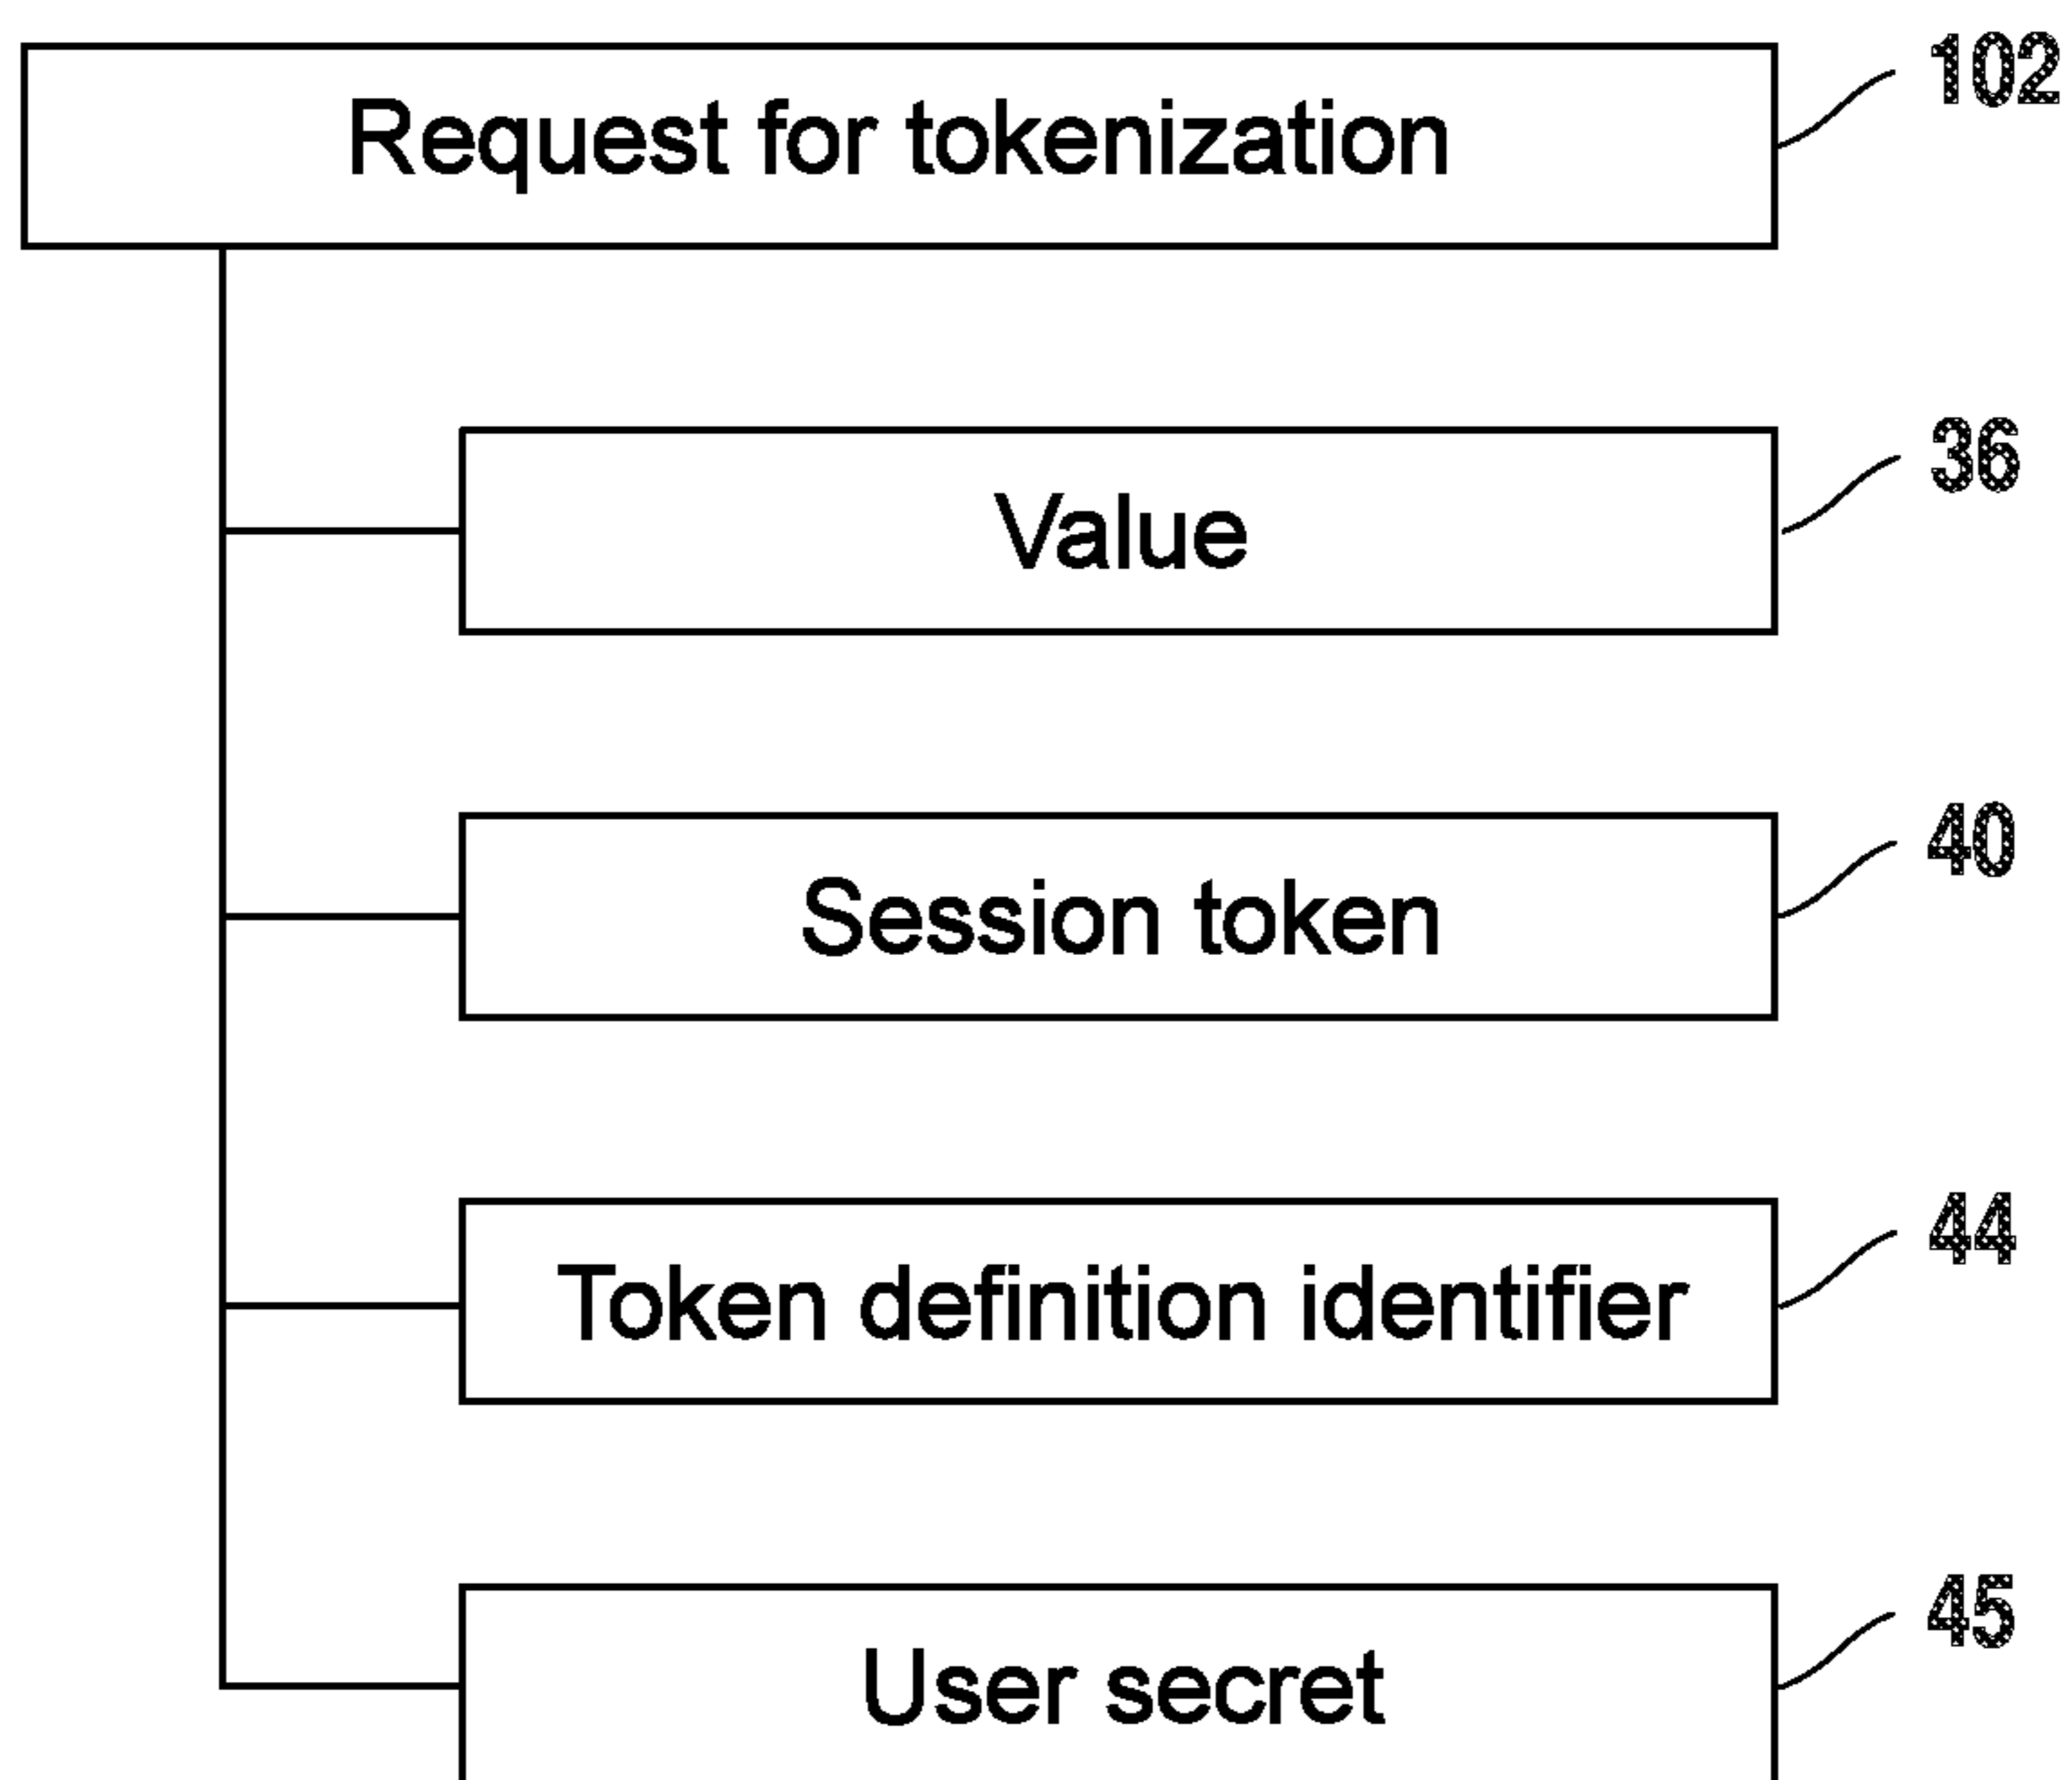 Request for tokenization 102
Value 36
Session token 40
Token definition identifier 44
User secret 45